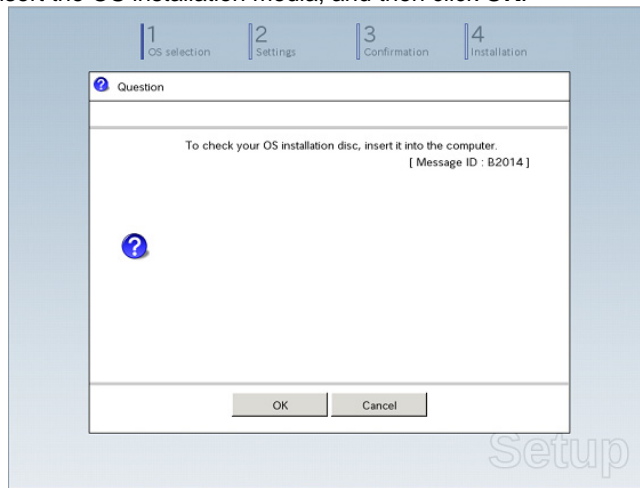 insert the OS installation media, and then click OK.
1 2 3 4
OS selection Settings Confirmation Installation
Question
To check your OS installation disc, insert it into the computer.
[ Message ID : B2014 ]
OK Cancel
Setup